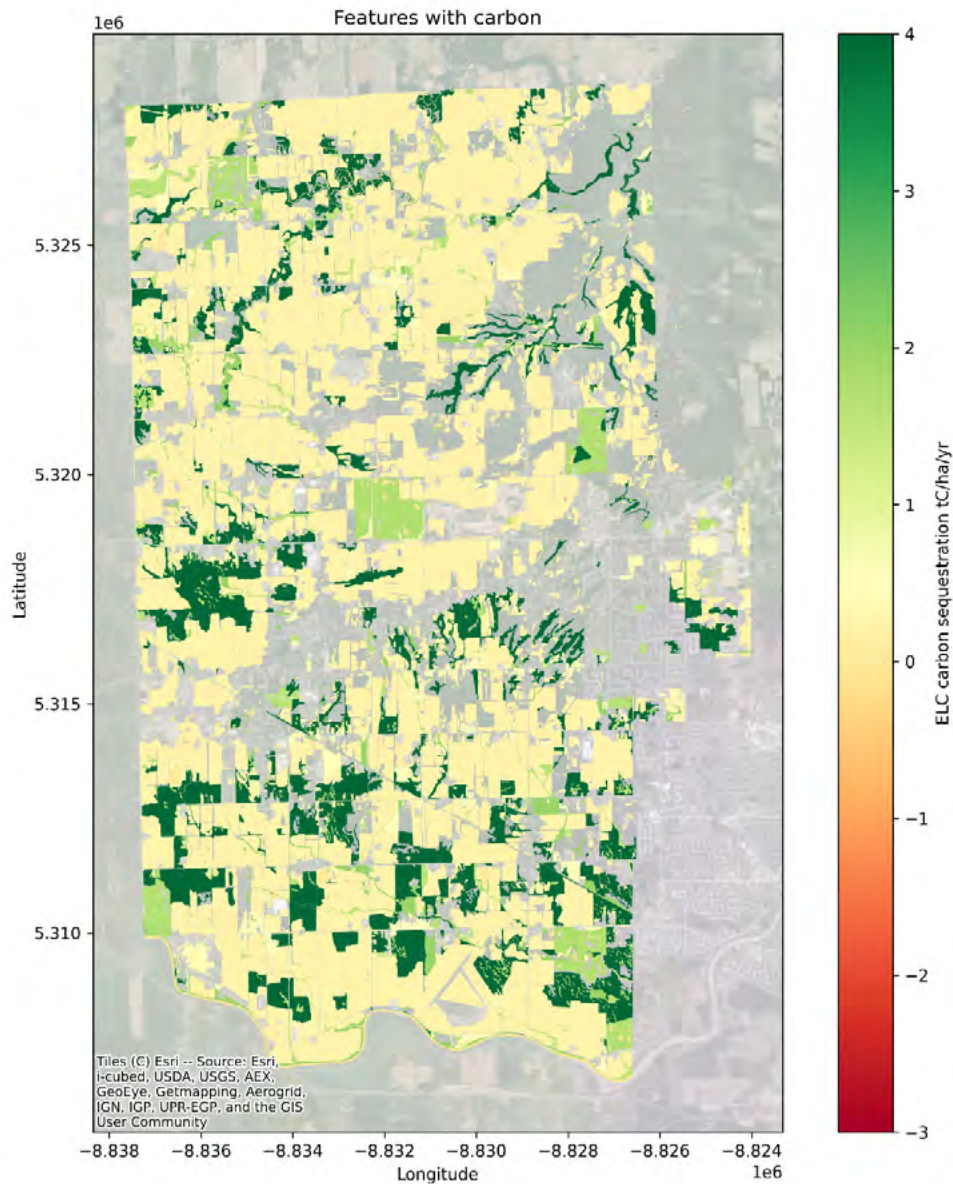 Features with carbon
1e6
5.325
5.320
5.315
5.310
Latitude
Tiles (C) Esri -- Source: Esri,
i-cubed, USDA, USGS, AEX,
GeoEye, Getmapping, Aerogrid,
IGN, IGP, UPR-EGP, and the GIS
User Community
−8.838 −8.836 −8.834 −8.832 −8.830 −8.828 −8.826 −8.824
1e6
Longitude
4
3
2
1
0
−1
−2
−3
ELC carbon sequestration tC/ha/yr